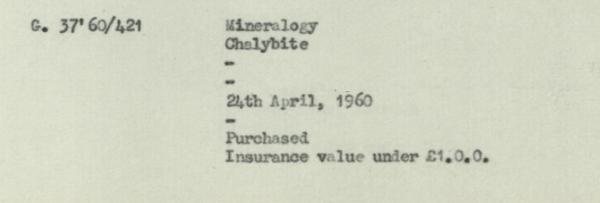 G. 37'60/421 Mineralogy
Chalybite
-
-
24th April, 1960
-
Purchased
Insurance value under £1.0.0.